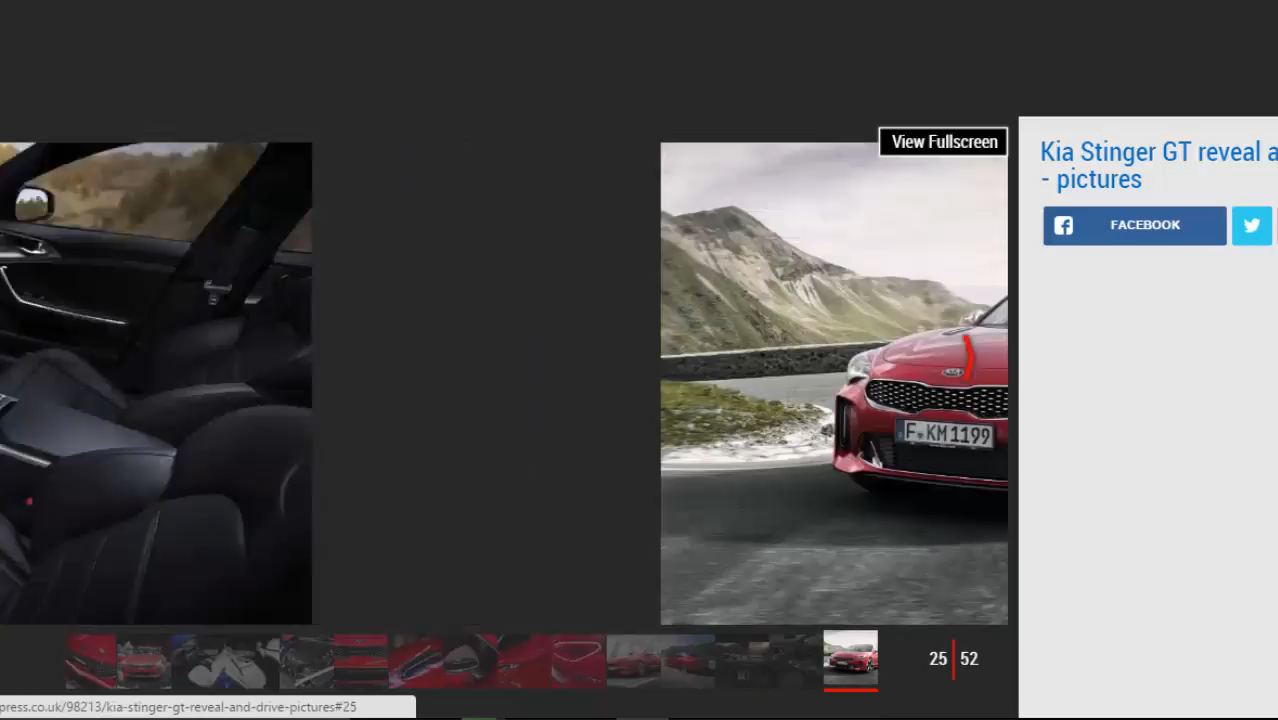 View Fullscreen
Kia Stinger GT reveal a
- pictures
FACEBOOK
KIA
F KM 1199
25 52
press.co.uk/98213/kia-stinger-gt-reveal-and-drive-pictures#25